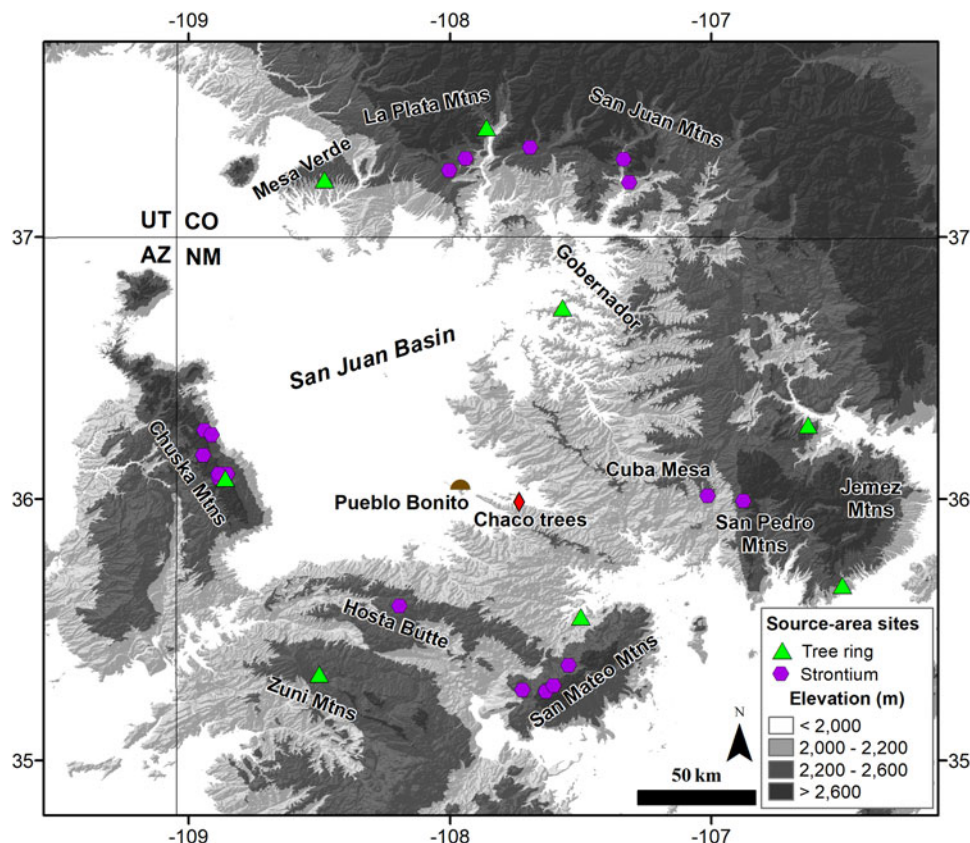 -109
-108
-107
La Plata Mtns
San Juan Mtns
Mesa Verde
UT
CO
37
37
AZ
NM
Gobernador
San Juan Basin
Chuska Mtns
Cuba Mesa
36
36
Pueblo Bonito
Chaco trees
San Pedro
Mtns
Jemez
Mtns
Hosta Butte
Zuni Mtns
San Mateo Mtns
Source-area sites
Tree ring
Strontium
Elevation (m)
< 2,000
2,000 - 2,200
2,200 - 2,600
> 2,600
N
50 km
35
35
-109
-108
-107